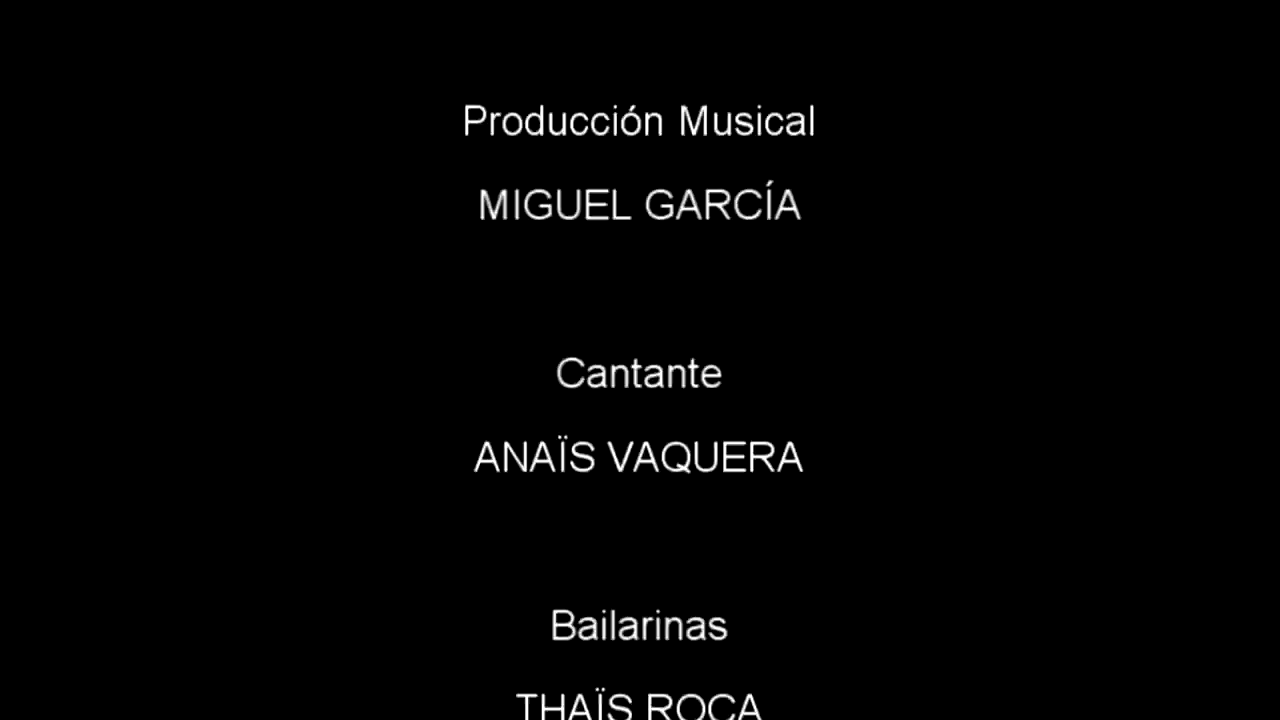 Producción Musical
MIGUEL GARCÍA
Cantante
ANAÏS VAQUERA
Bailarinas
THAÏS ROCA